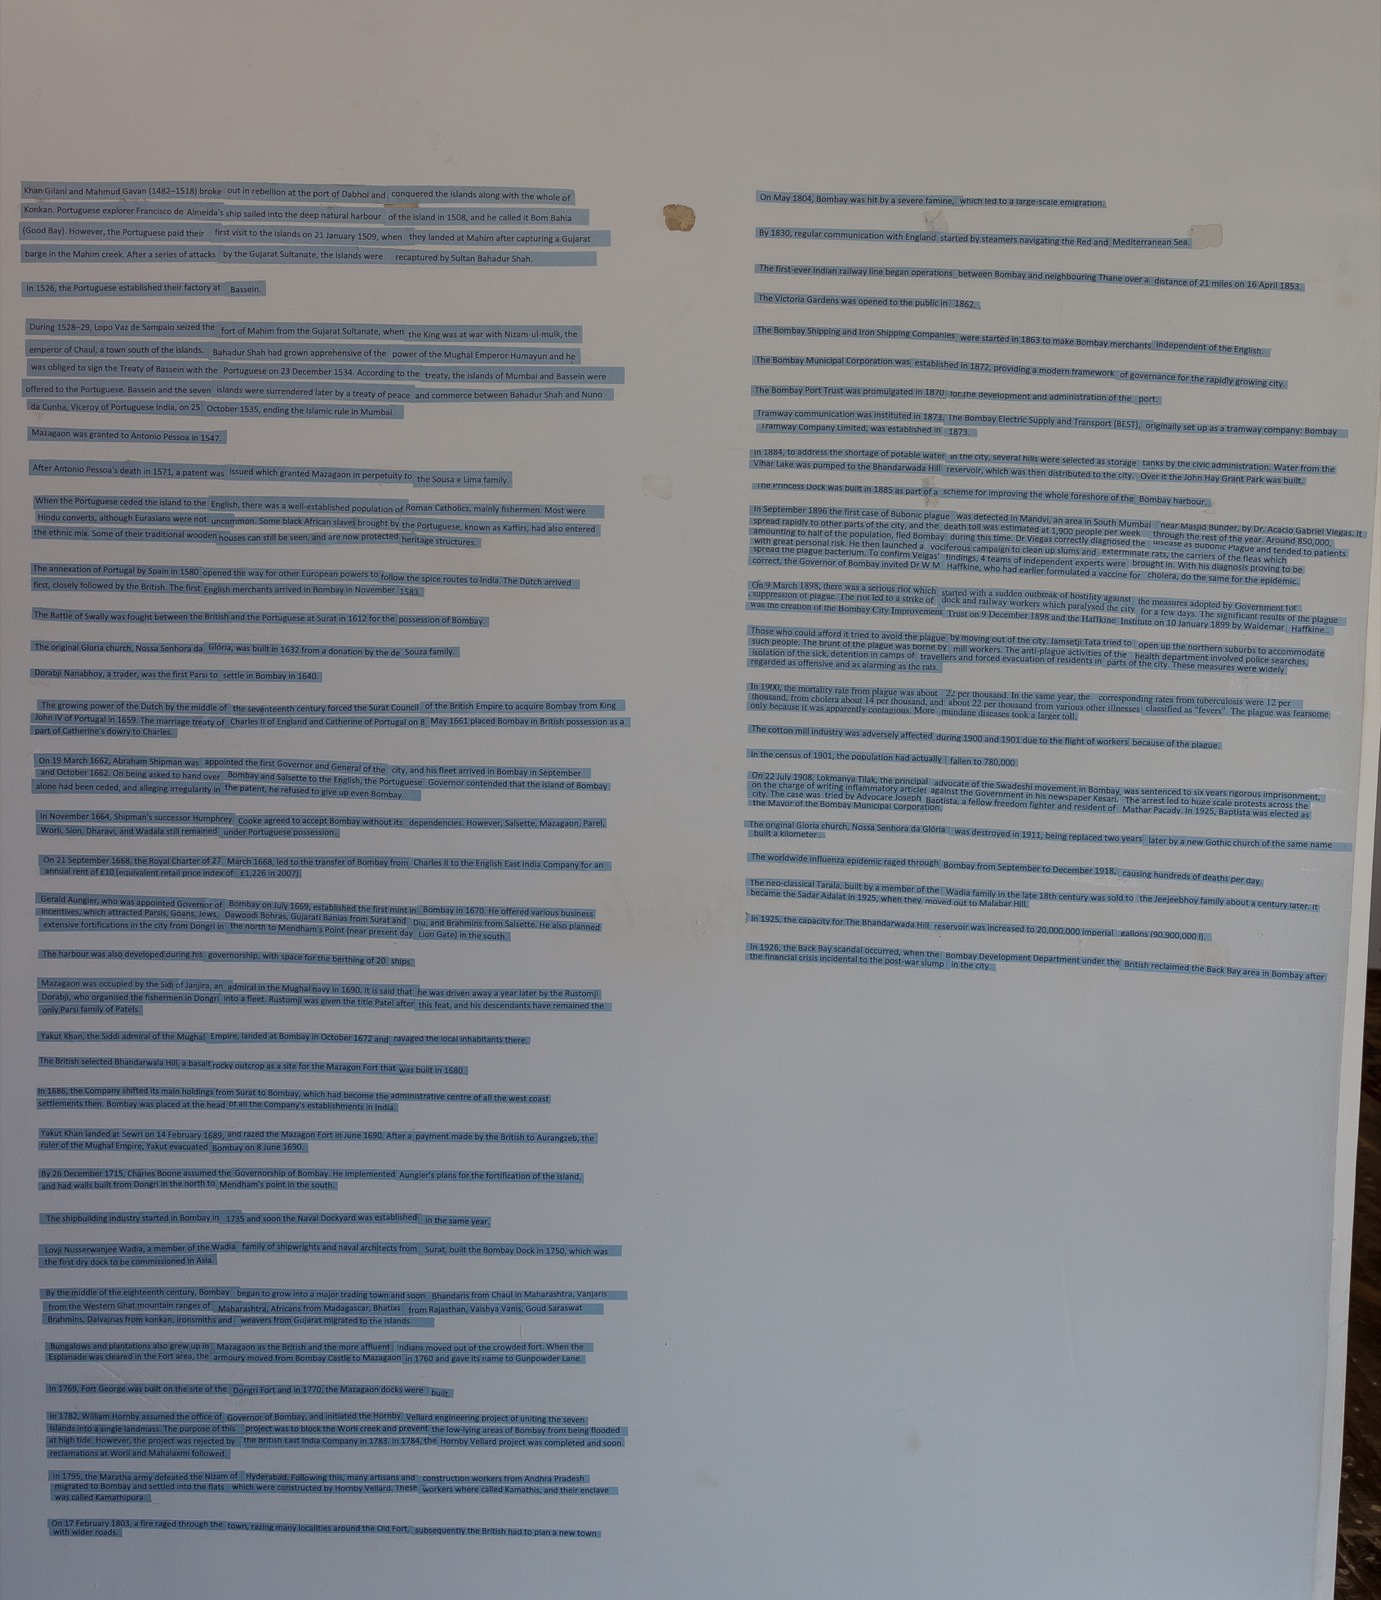 Khan Gilani and Mahmud Gavan (1482–1518) broke out in rebellion at the port of Dabhol and conquered the islands along with the whole of
Konkan. Portuguese explorer Francisco de Almeida's ship sailed into the deep natural harbour of the island in 1508, and he called it Bom Bahia
(Good Bay). However, the Portuguese paid their first visit to the islands on 21 January 1509, when they landed at Mahim after capturing a Gujarat
barge in the Mahim creek. After a series of attacks by the Gujarat Sultanate, the islands were recaptured by Sultan Bahadur Shah.
In 1526, the Portuguese established their factory at Bassein.
During 1528–29, Lopo Vaz de Sampaio seized the fort of Mahim from the Gujarat Sultanate, when the King was at war with Nizam-ul-mulk, the
emperor of Chaul, a town south of the islands. Bahadur Shah had grown apprehensive of the power of the Mughal Emperor Humayun and he
was obliged to sign the Treaty of Bassein with the Portuguese on 23 December 1534. According to the treaty, the islands of Mumbai and Bassein were
offered to the Portuguese. Bassein and the seven islands were surrendered later by a treaty of peace and commerce between Bahadur Shah and Nuno
da Cunha, Viceroy of Portuguese India, on 25 October 1535, ending the Islamic rule in Mumbai.
Mazagaon was granted to Antonio Pessoa in 1547.
After Antonio Pessoa's death in 1571, a patent was issued which granted Mazagaon in perpetuity to the Sousa e Lima family.
When the Portuguese ceded the island to the English, there was a well-established population of Roman Catholics, mainly fishermen. Most were
Hindu converts, although Eurasians were not uncommon. Some black African slaves brought by the Portuguese, known as Kaffirs, had also entered
the ethnic mix. Some of their traditional wooden houses can still be seen, and are now protected heritage structures.
The annexation of Portugal by Spain in 1580 opened the way for other European powers to follow the spice routes to India. The Dutch arrived
first, closely followed by the British. The first English merchants arrived in Bombay in November 1583.
The Battle of Swally was fought between the British and the Portuguese at Surat in 1612 for the possession of Bombay.
The original Gloria church, Nossa Senhora da Glória, was built in 1632 from a donation by the de Souza family.
Dorabji Nanabhoy, a trader, was the first Parsi to settle in Bombay in 1640.
The growing power of the Dutch by the middle of the seventeenth century forced the Surat Council of the British Empire to acquire Bombay from King
John IV of Portugal in 1659. The marriage treaty of Charles II of England and Catherine of Portugal on 8 May 1661 placed Bombay in British possession as a
part of Catherine's dowry to Charles.
On 19 March 1662, Abraham Shipman was appointed the first Governor and General of the city, and his fleet arrived in Bombay in September
and October 1662. On being asked to hand over Bombay and Salsette to the English, the Portuguese Governor contended that the island of Bombay
alone had been ceded, and alleging irregularity in the patent, he refused to give up even Bombay.
In November 1664, Shipman's successor Humphrey Cooke agreed to accept Bombay without its dependencies. However, Salsette, Mazagaon, Parel,
Worli, Sion, Dharavi, and Wadala still remained under Portuguese possession.
On 21 September 1668, the Royal Charter of 27 March 1668, led to the transfer of Bombay from Charles II to the English East India Company for an
annual rent of £10 (equivalent retail price index of £1,226 in 2007).
Gerald Aungier, who was appointed Governor of Bombay on July 1669, established the first mint in Bombay in 1670. He offered various business
incentives, which attracted Parsis, Goans, Jews, Dawoodi Bohras, Gujarati Banias from Surat and Diu, and Brahmins from Salsette. He also planned
extensive fortifications in the city from Dongri in the north to Mendham's Point (near present day Lion Gate) in the south.
The harbour was also developed during his governorship, with space for the berthing of 20 ships.
Mazagaon was occupied by the Sidi of Janjira, an admiral in the Mughal navy in 1690. It is said that he was driven away a year later by the Rustomji
Dorabji, who organised the fishermen in Dongri into a fleet. Rustomji was given the title Patel after this feat, and his descendants have remained the
only Parsi family of Patels.
Yakut Khan, the Siddi admiral of the Mughal Empire, landed at Bombay in October 1672 and ravaged the local inhabitants there.
The British selected Bhandarwala Hill, a basalt rocky outcrop as a site for the Mazagon Fort that was built in 1680.
In 1686, the Company shifted its main holdings from Surat to Bombay, which had become the administrative centre of all the west coast
settlements then. Bombay was placed at the head of all the Company's establishments in India.
Yakut Khan landed at Sewri on 14 February 1689, and razed the Mazagon Fort in June 1690. After a payment made by the British to Aurangzeb, the
ruler of the Mughal Empire, Yakut evacuated Bombay on 8 June 1690.
By 26 December 1715, Charles Boone assumed the Governorship of Bombay. He implemented Aungier's plans for the fortification of the island,
and had walls built from Dongri in the north to Mendham's point in the south.
The shipbuilding industry started in Bombay in 1735 and soon the Naval Dockyard was established in the same year.
Lovji Nusserwanjee Wadia, a member of the Wadia family of shipwrights and naval architects from Surat, built the Bombay Dock in 1750, which was
the first dry dock to be commissioned in Asia.
By the middle of the eighteenth century, Bombay began to grow into a major trading town and soon Bhandaris from Chaul in Maharashtra, Vanjaris
from the Western Ghat mountain ranges of Maharashtra, Africans from Madagascar, Bhatias from Rajasthan, Vaishya Vanis, Goud Saraswat
Brahmins, Daivajnas from konkan, ironsmiths and weavers from Gujarat migrated to the islands.
Bungalows and plantations also grew up in Mazagaon as the British and the more affluent Indians moved out of the crowded fort. When the
Esplanade was cleared in the Fort area, the armoury moved from Bombay Castle to Mazagaon in 1760 and gave its name to Gunpowder Lane.
In 1769, Fort George was built on the site of the Dongri Fort and in 1770, the Mazagaon docks were built.
In 1782, William Hornby assumed the office of Governor of Bombay, and initiated the Hornby Vellard engineering project of uniting the seven
islands into a single landmass. The purpose of this project was to block the Worli creek and prevent the low-lying areas of Bombay from being flooded
at high tide. However, the project was rejected by the British East India Company in 1783. In 1784, the Hornby Vellard project was completed and soon
reclamations at Worli and Mahalaxmi followed.
In 1795, the Maratha army defeated the Nizam of Hyderabad. Following this, many artisans and construction workers from Andhra Pradesh
migrated to Bombay and settled into the flats which were constructed by Hornby Vellard. These workers where called Kamathis, and their enclave
was called Kamathipura.
On 17 February 1803, a fire raged through the town, razing many localities around the Old Fort, subsequently the British had to plan a new town
with wider roads.
On May 1804, Bombay was hit by a severe famine, which led to a large-scale emigration.
By 1830, regular communication with England started by steamers navigating the Red and Mediterranean Sea.
The first-ever Indian railway line began operations between Bombay and neighbouring Thane over a distance of 21 miles on 16 April 1853.
The Victoria Gardens was opened to the public in 1862.
The Bombay Shipping and Iron Shipping Companies were started in 1863 to make Bombay merchants independent of the English.
The Bombay Municipal Corporation was established in 1872, providing a modern framework of governance for the rapidly growing city.
The Bombay Port Trust was promulgated in 1870 for the development and administration of the port.
Tramway communication was instituted in 1873. The Bombay Electric Supply and Transport (BEST), originally set up as a tramway company: Bombay
Tramway Company Limited, was established in 1873.
In 1884, to address the shortage of potable water in the city, several hills were selected as storage tanks by the civic administration. Water from the
Vihar Lake was pumped to the Bhandarwada Hill reservoir, which was then distributed to the city. Over it the John Hay Grant Park was built.
The Princess Dock was built in 1885 as part of a scheme for improving the whole foreshore of the Bombay harbour.
In September 1896 the first case of Bubonic plague was detected in Mandvi, an area in South Mumbai near Masjid Bunder, by Dr. Acacio Gabriel Viegas. It
spread rapidly to other parts of the city, and the death toll was estimated at 1,900 people per week through the rest of the year. Around 850,000,
amounting to half of the population, fled Bombay during this time. Dr Viegas correctly diagnosed the disease as Bubonic Plague and tended to patients
with great personal risk. He then launched a vociferous campaign to clean up slums and exterminate rats, the carriers of the fleas which
spread the plague bacterium. To confirm Veigas' findings, 4 teams of independent experts were brought in. With his diagnosis proving to be
correct, the Governor of Bombay invited Dr W M Haffkine, who had earlier formulated a vaccine for cholera, do the same for the epidemic.
On 9 March 1898, there was a serious riot which started with a sudden outbreak of hostility against the measures adopted by Government for
suppression of plague. The riot led to a strike of dock and railway workers which paralysed the city for a few days. The significant results of the plague
was the creation of the Bombay City Improvement Trust on 9 December 1898 and the Haffkine Institute on 10 January 1899 by Waldemar Haffkine..
Those who could afford it tried to avoid the plague by moving out of the city. Jamsetji Tata tried to open up the northern suburbs to accommodate
such people. The brunt of the plague was borne by mill workers. The anti-plague activities of the health department involved police searches,
isolation of the sick, detention in camps of travellers and forced evacuation of residents in parts of the city. These measures were widely
regarded as offensive and as alarming as the rats.
In 1900, the mortality rate from plague was about 22 per thousand. In the same year, the corresponding rates from tuberculosis were 12 per
thousand, from cholera about 14 per thousand, and about 22 per thousand from various other illnesses classified as "fevers". The plague was fearsome
only because it was apparently contagious. More mundane diseases took a larger toll.
The cotton mill industry was adversely affected during 1900 and 1901 due to the flight of workers because of the plague.
In the census of 1901, the population had actually fallen to 780,000
On 22 July 1908, Lokmanya Tilak, the principal advocate of the Swadeshi movement in Bombay, was sentenced to six years rigorous imprisonment,
on the charge of writing inflammatory articles against the Government in his newspaper Kesari. The arrest led to huge scale protests across the
city. The case was tried by Advocare Joseph Baptista, a fellow freedom fighter and resident of Mathar Pacady. In 1925, Baptista was elected as
the Mayor of the Bombay Municipal Corporation.
The original Gloria church, Nossa Senhora da Glória was destroyed in 1911, being replaced two years later by a new Gothic church of the same name
built a kilometer .
The worldwide influenza epidemic raged through Bombay from September to December 1918, causing hundreds of deaths per day.
The neo-classical Tarala, built by a member of the Wadia family in the late 18th century was sold to the Jeejeebhoy family about a century later. It
became the Sadar Adalat in 1925, when they moved out to Malabar Hill.
In 1925, the capacity for The Bhandarwada Hill reservoir was increased to 20,000,000 imperial gallons (90,900,000 l).
In 1926, the Back Bay scandal occurred, when the Bombay Development Department under the British reclaimed the Back Bay area in Bombay after
the financial crisis incidental to the post-war slump in the city.